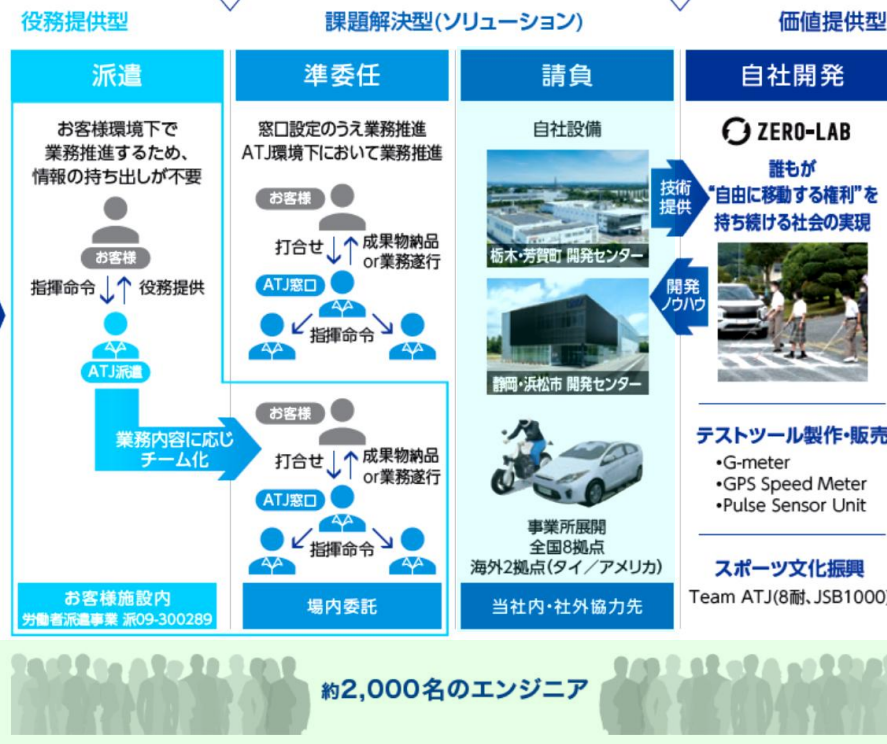 役務提供型
課題解決型(ソリューション)
価値提供型
派遣
お客様環境下で
業務推進するため、
情報の持ち出しが不要
お客様
指揮命令
役務提供
ATJ派遣
業務内容に応じ
チーム化
お客様施設内
労働者派遣事業 派09-300289
準委任
窓口設定のうえ業務推進
ATJ環境下において業務推進
お客様
打合せ
成果物納品
or業務遂行
ATJ窓口
指揮命令
お客様
打合せ
成果物納品
or業務遂行
ATJ窓口
指揮命令
場内委託
請負
自社設備
栃木・芳賀町 開発センター
静岡・浜松市 開発センター
事業所展開
全国8拠点
海外2拠点(タイ／アメリカ)
当社内・社外協力先
技術
提供
開発
ノウハウ
自社開発
ZERO-LAB
誰もが
“自由に移動する権利”を
持ち続ける社会の実現
テストツール製作・販売
•G-meter
•GPS Speed Meter
•Pulse Sensor Unit
スポーツ文化振興
Team ATJ(8耐、JSB1000)
約2,000名のエンジニア